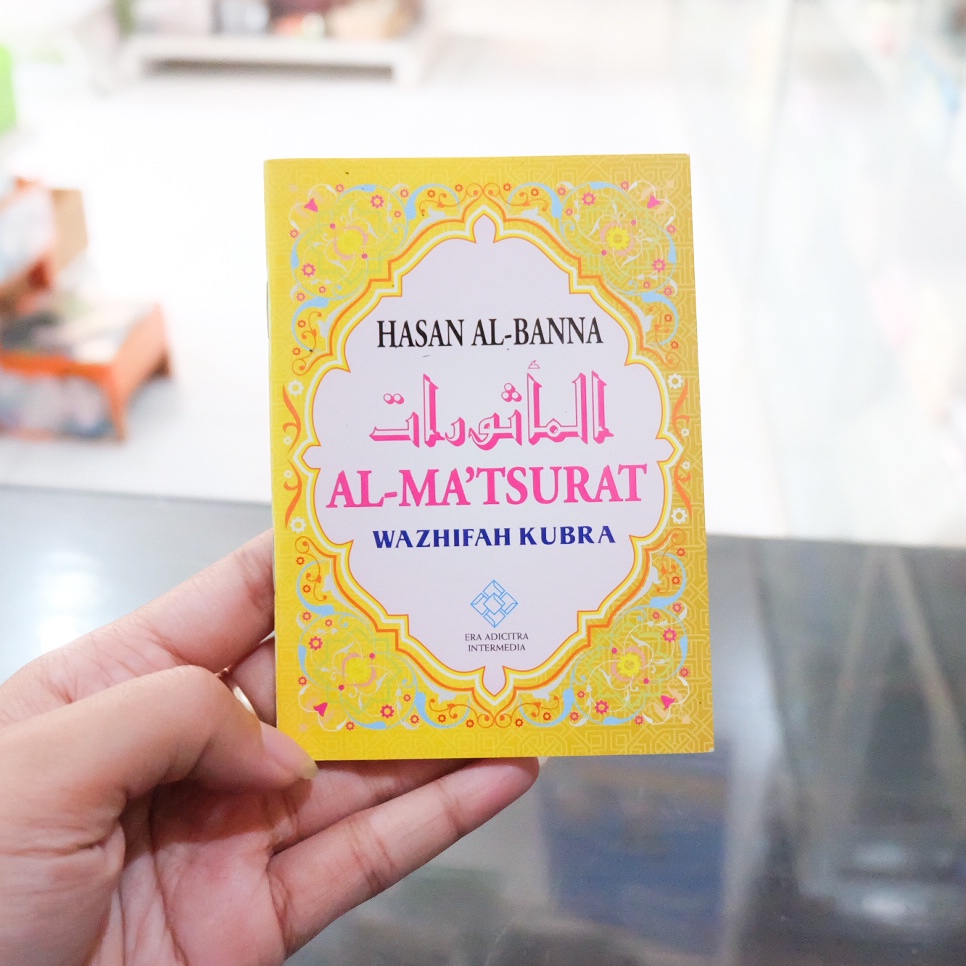 HASAN AL-BANNA
المأثورات
AL-MA'TSURAT
WAZHIFAH KUBRA
ERA ADICITRA
INTERMEDIA